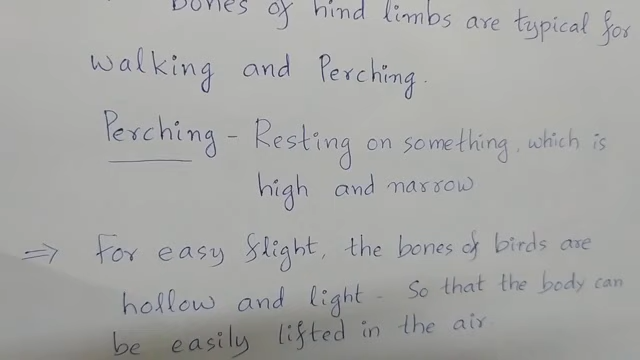 Bones of hind limbs are typical for
walking and Perching.
Perching - Resting on something, which is
high and narrow
⇒ For easy flight, the bones of birds are
hollow and light. So that the body can
be easily lifted in the air.